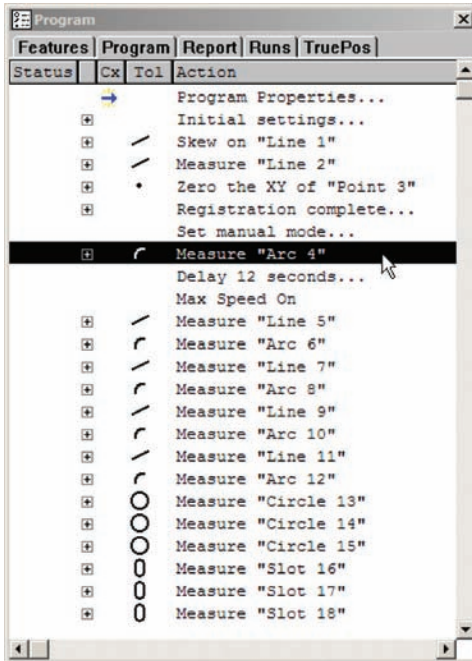 Program
Features Program Report Runs TruePos
Status Cx Tol Action
Program Properties...
Initial settings...
Skew on "Line 1"
Measure "Line 2"
Zero the XY of "Point 3"
Registration complete...
Set manual mode...
Measure "Arc 4"
Delay 12 seconds...
Max Speed On
Measure "Line 5"
Measure "Arc 6"
Measure "Line 7"
Measure "Arc 8"
Measure "Line 9"
Measure "Arc 10"
Measure "Line 11"
Measure "Arc 12"
Measure "Circle 13"
Measure "Circle 14"
Measure "Circle 15"
Measure "Slot 16"
Measure "Slot 17"
Measure "Slot 18"